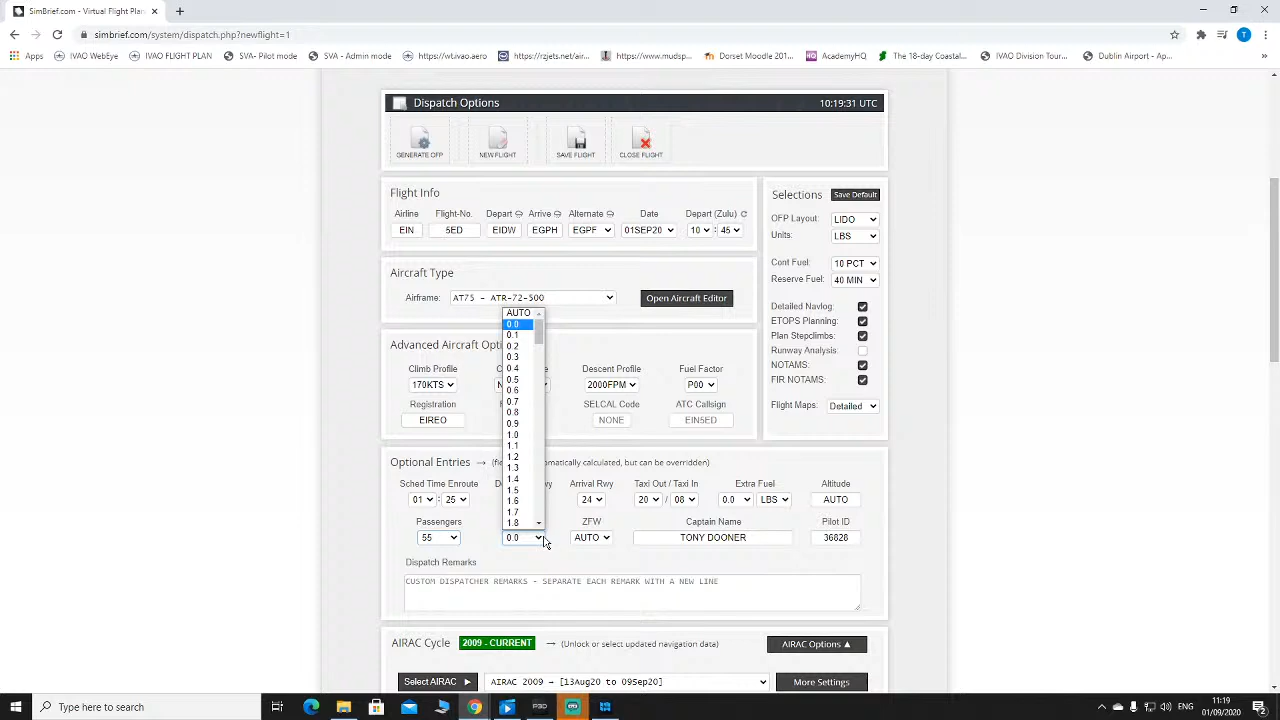 SimBrief.com - Virtual Flight Plan
simbrief.com/system/dispatch.php?newflight=1
T
Apps IVAO WebEye IVAO FLIGHT PLAN SVA- Pilot mode SVA - Admin mode https://wt.ivao.aero https://rzjets.net/air... https://www.mudsp... Dorset Moodle 201... AcademyHQ The 18-day Coastal... IVAO Division Tour... Dublin Airport - Ap...
Dispatch Options 10:19:31 UTC
GENERATE OFP NEW FLIGHT SAVE FLIGHT CLOSE FLIGHT
Flight Info
Airline Flight-No. Depart Arrive Alternate Date Depart (Zulu)
EIN 5ED EIDW EGPH EGPF 01SEP20 10 : 45
Selections Save Default
OFP Layout: LIDO
Units: LBS
Cont Fuel: 10 PCT
Reserve Fuel: 40 MIN
Detailed Navlog:
ETOPS Planning:
Plan Stepclimbs:
Runway Analysis:
NOTAMS:
FIR NOTAMS:
Flight Maps: Detailed
Aircraft Type
Airframe: AT75 - ATR-72-500 Open Aircraft Editor
Advanced Aircraft Opti
Climb Profile Descent Profile Fuel Factor
170KTS 2000FPM P00
Registration SELCAL Code ATC Callsign
EIREO NONE EIN5ED
AUTO
0.0
0.1
0.2
0.3
0.4
0.5
0.6
0.7
0.8
0.9
1.0
1.1
1.2
1.3
1.4
1.5
1.6
1.7
1.8
Optional Entries → (fie omatically calculated, but can be overridden)
Sched Time Enroute Arrival Rwy Taxi Out / Taxi In Extra Fuel Altitude
01 : 25 24 20 / 08 0.0 LBS AUTO
Passengers ZFW Captain Name Pilot ID
55 0.0 AUTO TONY DOONER 36828
Dispatch Remarks
CUSTOM DISPATCHER REMARKS - SEPARATE EACH REMARK WITH A NEW LINE
AIRAC Cycle 2009 - CURRENT → (Unlock or select updated navigation data) AIRAC Options ▲
Select AIRAC ► AIRAC 2009 → [13Aug20 to 09Sep20] More Settings
Type here to search
ENG 11:19
01/09/2020